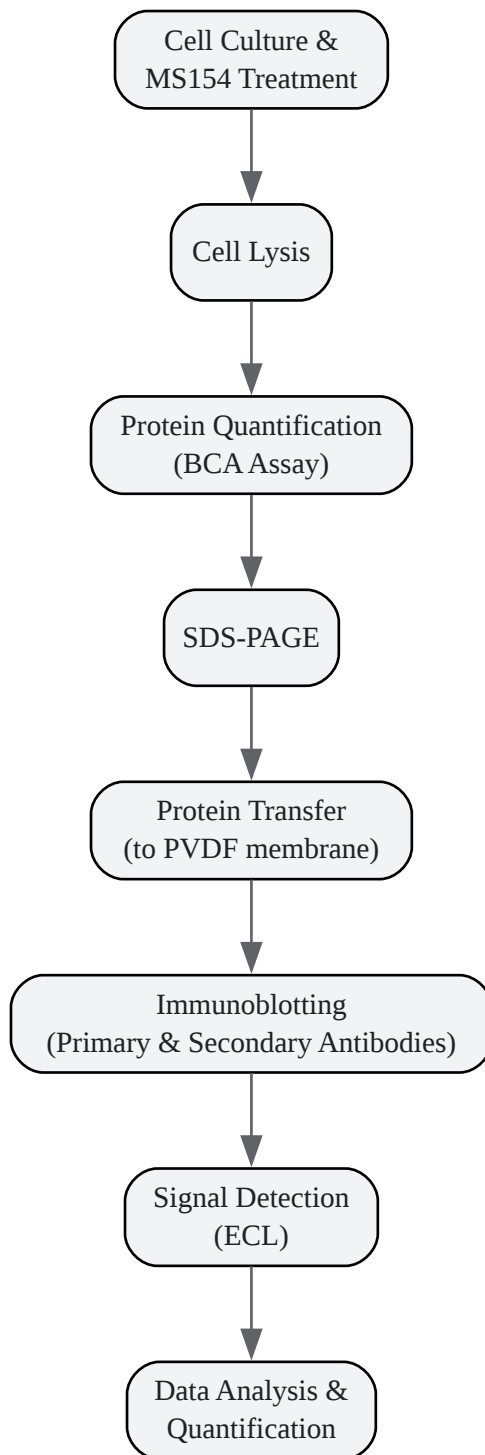 Cell Culture &
MS154 Treatment
Cell Lysis
Protein Quantification
(BCA Assay)
SDS-PAGE
Protein Transfer
(to PVDF membrane)
Immunoblotting
(Primary & Secondary Antibodies)
Signal Detection
(ECL)
Data Analysis &
Quantification